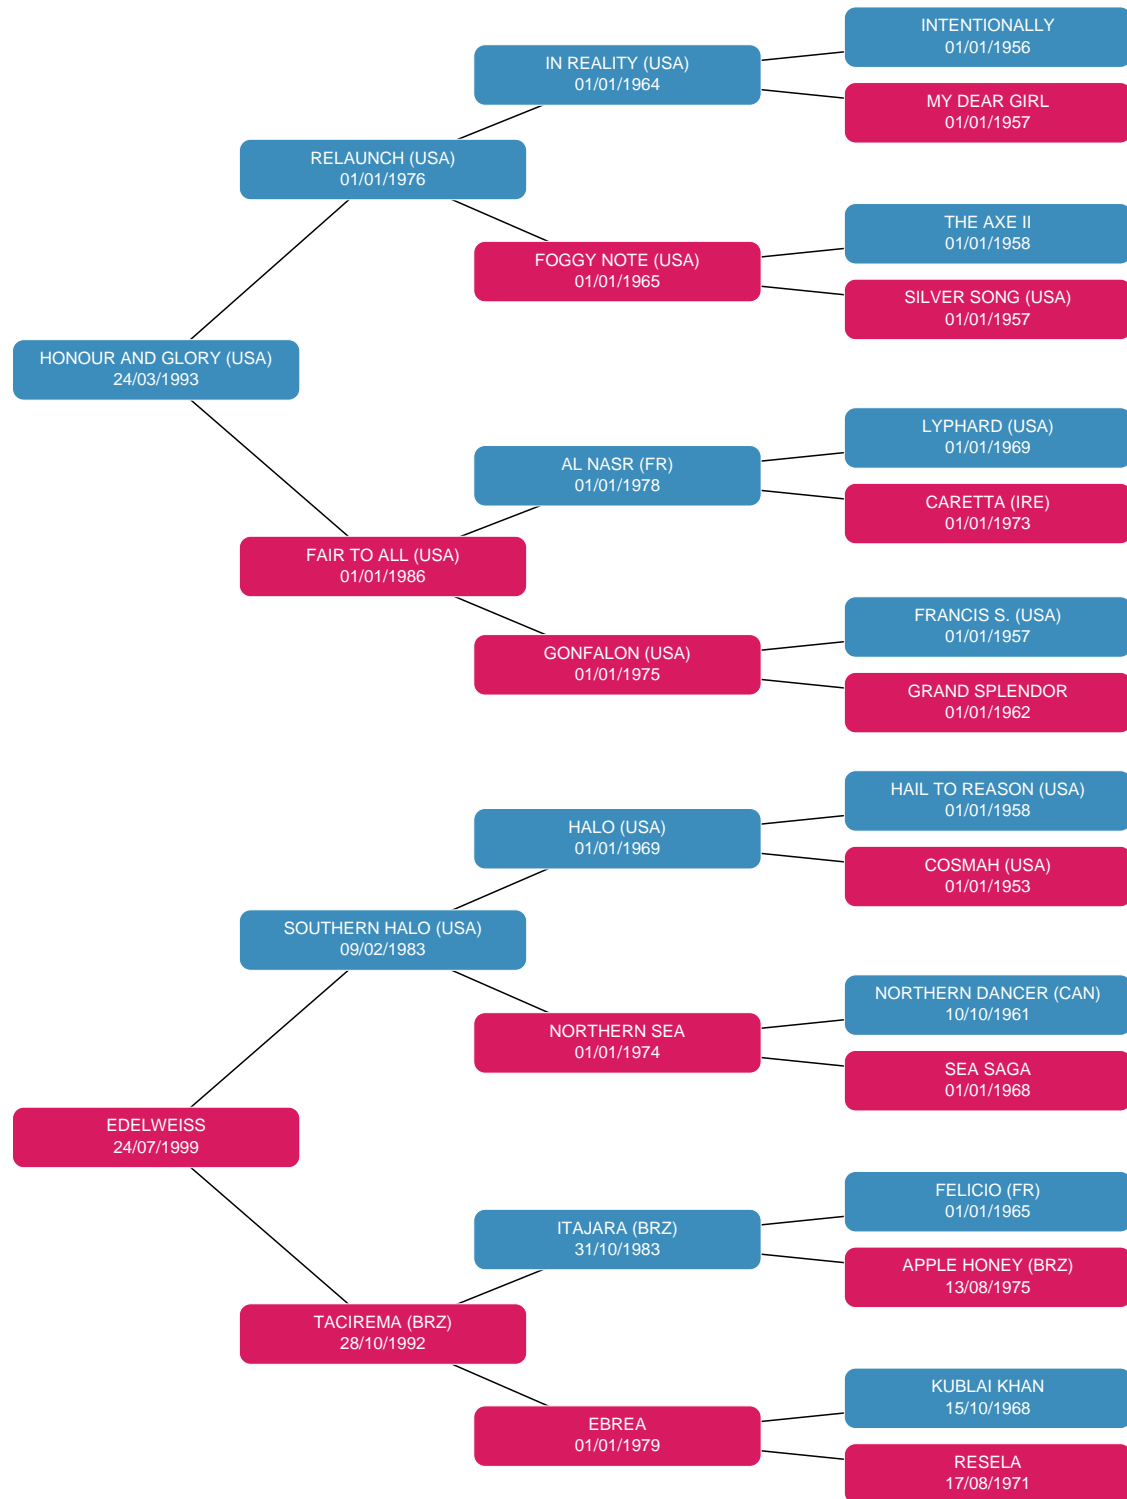 INTENTIONALLY
01/01/1956
IN REALITY (USA)
01/01/1964
MY DEAR GIRL
01/01/1957
RELAUNCH (USA)
01/01/1976
THE AXE II
01/01/1958
FOGGY NOTE (USA)
01/01/1965
SILVER SONG (USA)
01/01/1957
HONOUR AND GLORY (USA)
24/03/1993
LYPHARD (USA)
01/01/1969
AL NASR (FR)
01/01/1978
CARETTA (IRE)
01/01/1973
FAIR TO ALL (USA)
01/01/1986
FRANCIS S. (USA)
01/01/1957
GONFALON (USA)
01/01/1975
GRAND SPLENDOR
01/01/1962
HAIL TO REASON (USA)
01/01/1958
HALO (USA)
01/01/1969
COSMAH (USA)
01/01/1953
SOUTHERN HALO (USA)
09/02/1983
NORTHERN DANCER (CAN)
10/10/1961
NORTHERN SEA
01/01/1974
SEA SAGA
01/01/1968
EDELWEISS
24/07/1999
FELICIO (FR)
01/01/1965
ITAJARA (BRZ)
31/10/1983
APPLE HONEY (BRZ)
13/08/1975
TACIREMA (BRZ)
28/10/1992
KUBLAI KHAN
15/10/1968
EBREA
01/01/1979
RESELA
17/08/1971